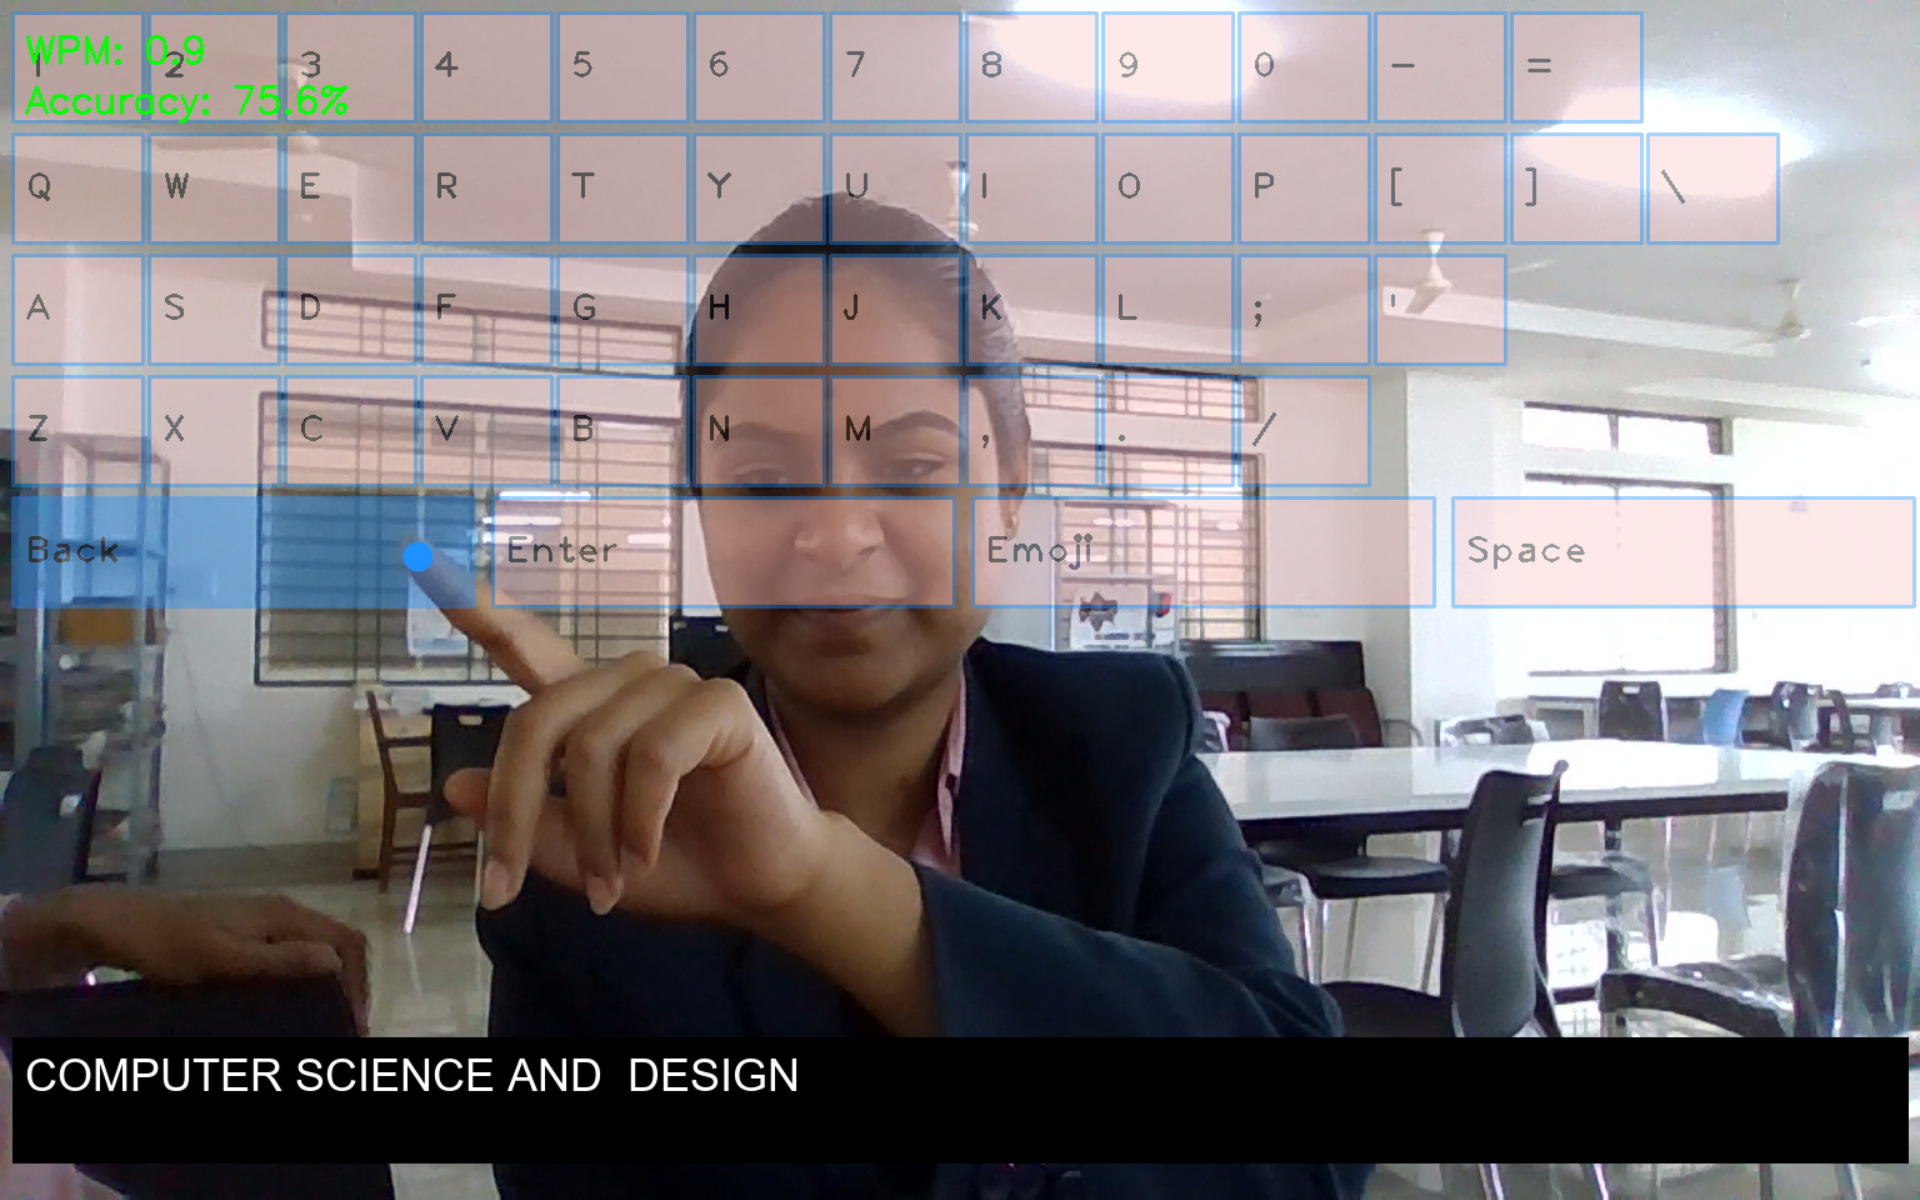 WPM: 0.9
Accuracy: 75.6%
1 2 3 4 5 6 7 8 9 0 - =
Q W E R T Y U I O P [ ] \
A S D F G H J K L ; '
Z X C V B N M , . /
Back Enter Emoji Space
COMPUTER SCIENCE AND  DESIGN